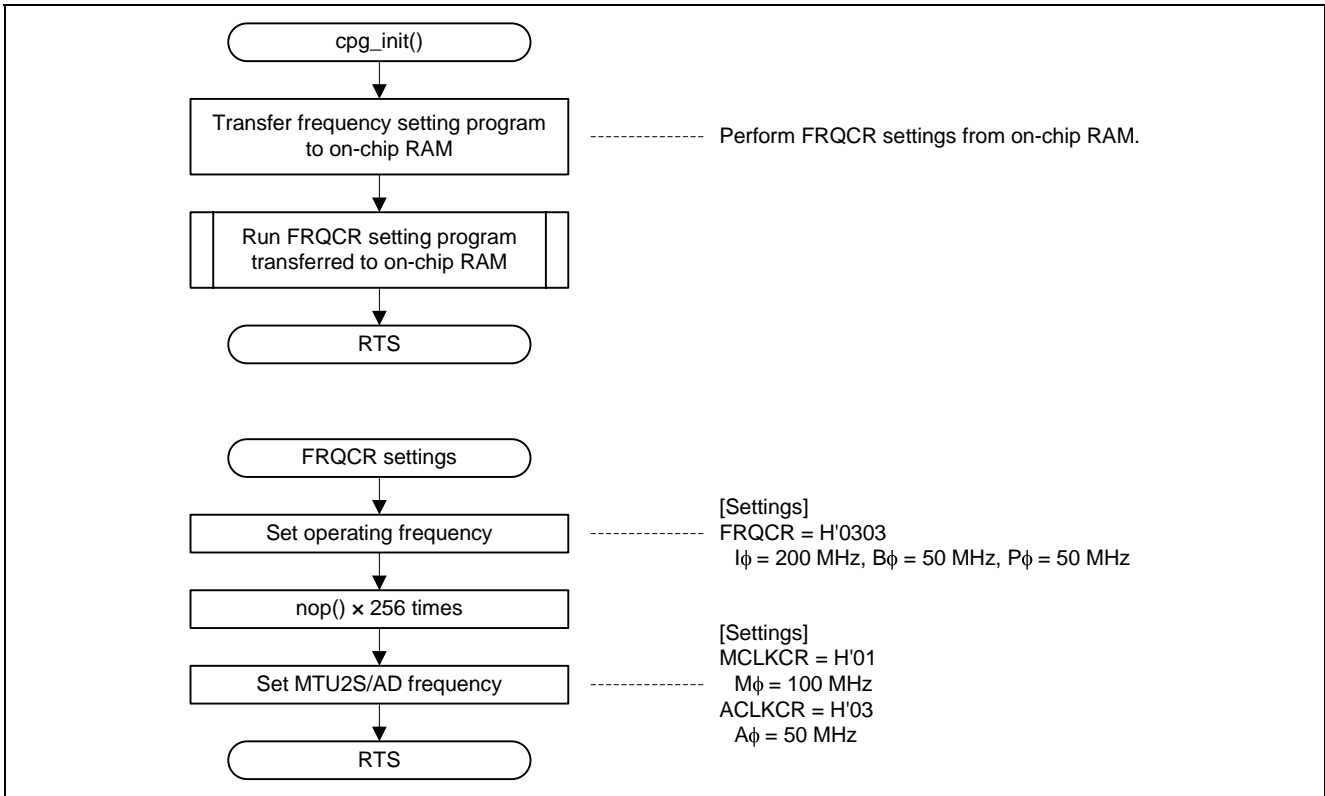 cpg_init()
Transfer frequency setting program
to on-chip RAM
Perform FRQCR settings from on-chip RAM.
Run FRQCR setting program
transferred to on-chip RAM
RTS
FRQCR settings
Set operating frequency
[Settings]
FRQCR = H'0303
Iϕ = 200 MHz, Bϕ = 50 MHz, Pϕ = 50 MHz
nop() × 256 times
Set MTU2S/AD frequency
[Settings]
MCLKCR = H'01
Mϕ = 100 MHz
ACLKCR = H'03
Aϕ = 50 MHz
RTS